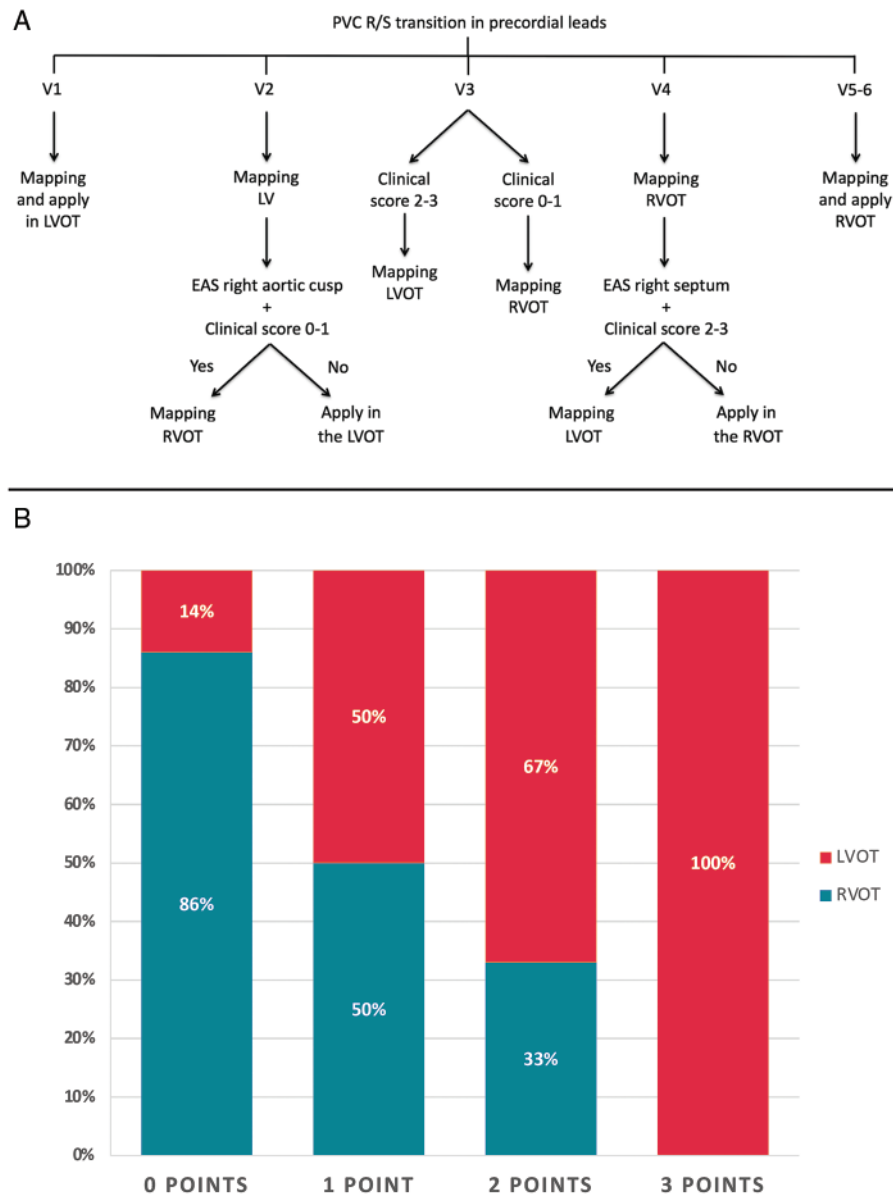 A
PVC R/S transition in precordial leads
V1
V2
V3
V4
V5-6
Mapping
and apply
in LVOT
Mapping
LV
Clinical
score 2-3
Clinical
score 0-1
Mapping
RVOT
Mapping
and apply
RVOT
EAS right aortic cusp
+
Clinical score 0-1
Mapping
LVOT
Mapping
RVOT
EAS right septum
+
Clinical score 2-3
Yes
No
Yes
No
Mapping
RVOT
Apply in
the LVOT
Mapping
LVOT
Apply in
the RVOT
B
100%
90%
80%
70%
60%
50%
40%
30%
20%
10%
0%
14%
86%
50%
50%
67%
33%
100%
LVOT
RVOT
0 POINTS
1 POINT
2 POINTS
3 POINTS